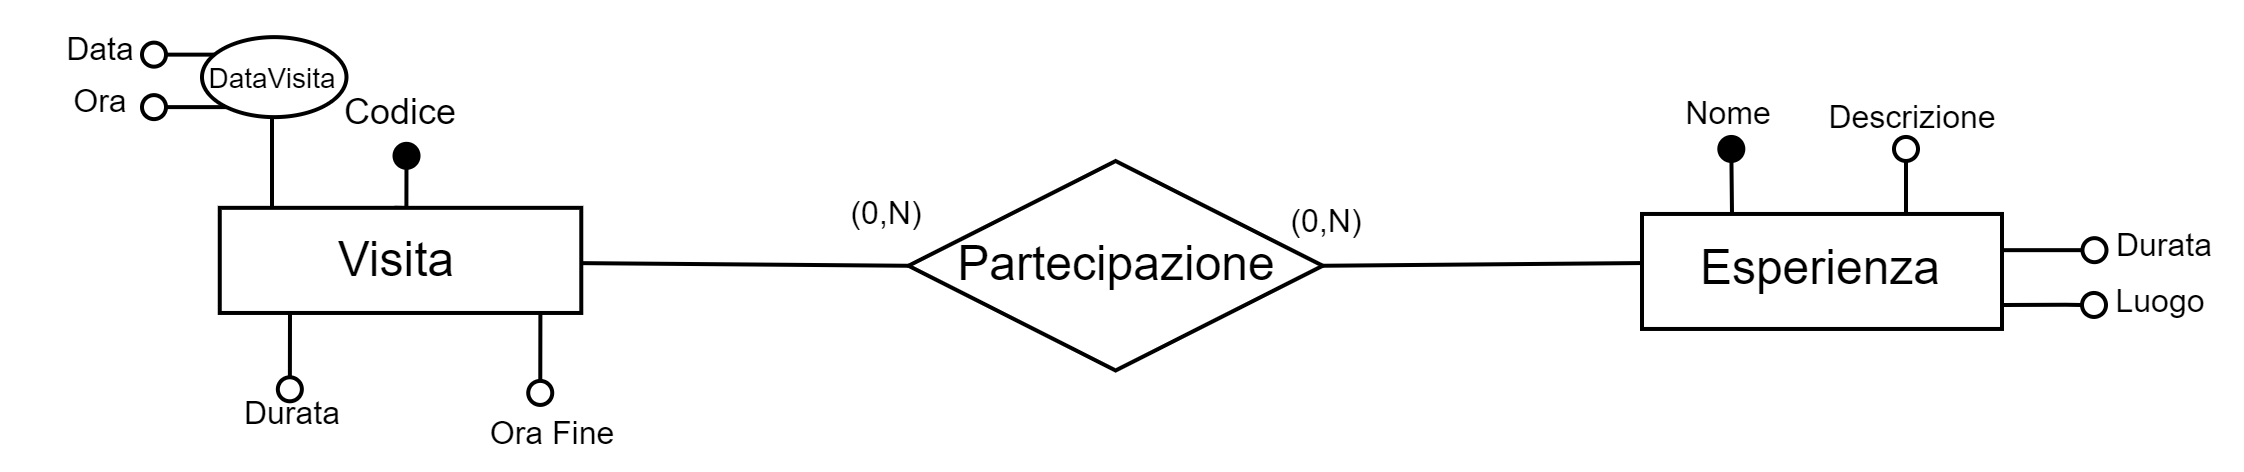 Data
DataVisita
Ora
Codice
Nome
Descrizione
(0,N)
(0,N)
Visita
Partecipazione
Esperienza
Durata
Luogo
Durata
Ora Fine